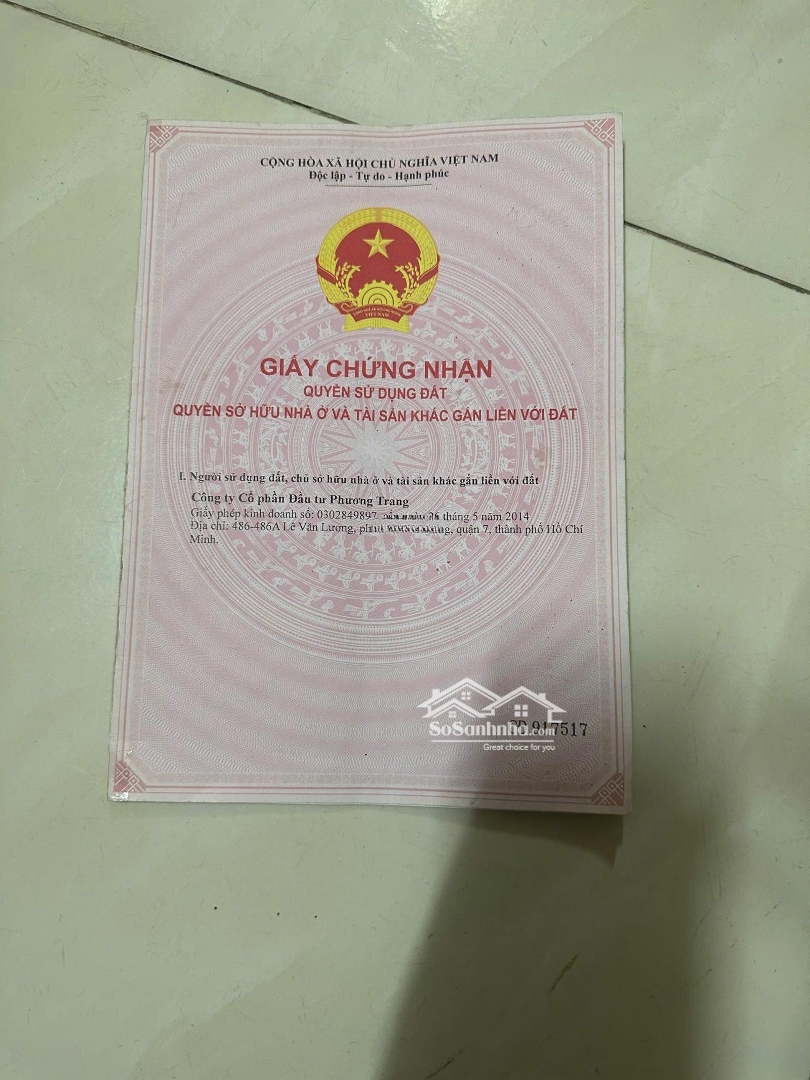 CỘNG HÒA XÃ HỘI CHỦ NGHĨA VIỆT NAM
Độc lập - Tự do - Hạnh phúc
VIỆT NAM
GIẤY CHỨNG NHẬN
QUYỀN SỬ DỤNG ĐẤT
QUYỀN SỞ HỮU NHÀ Ở VÀ TÀI SẢN KHÁC GẮN LIỀN VỚI ĐẤT
I. Người sử dụng đất, chủ sở hữu nhà ở và tài sản khác gắn liền với đất
Công ty Cổ phần Đầu tư Phương Trang
Giấy phép kinh doanh số: 0302849897 26 tháng 5 năm 2014
Địa chỉ: 486-486A Lê Văn Lương, quận 7, thành phố Hồ Chí
Minh.
917517
SoSanhnha.com
Great choice for you